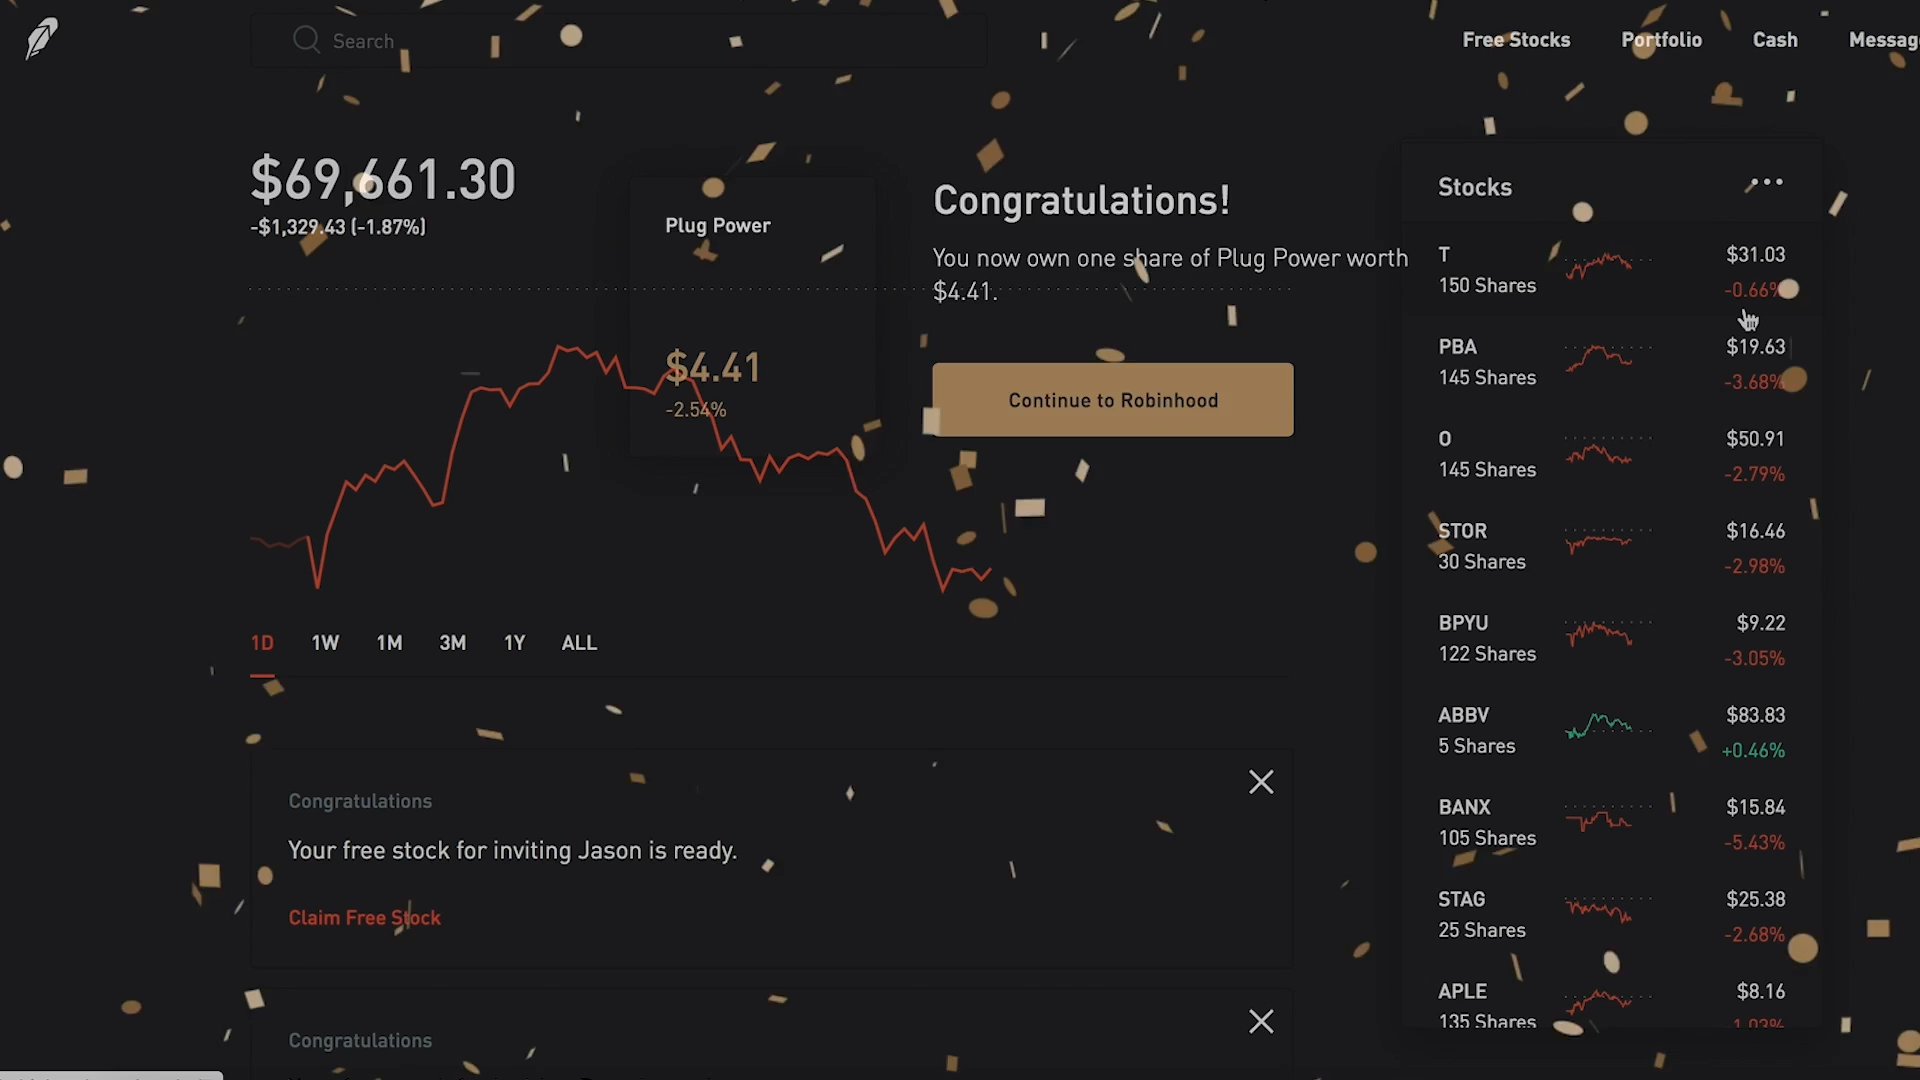 Search
Free Stocks
Portfolio
Cash
Messag
$69,661.30
-$1,329.43 (-1.87%)
Plug Power
$4.41
-2.54%
Congratulations!
You now own one share of Plug Power worth
$4.41.
Continue to Robinhood
1D
1W
1M
3M
1Y
ALL
Congratulations
Your free stock for inviting Jason is ready.
Claim Free Stock
Congratulations
Stocks
T
$31.03
150 Shares
-0.66%
PBA
$19.63
145 Shares
-3.68%
O
$50.91
145 Shares
-2.79%
STOR
$16.46
30 Shares
-2.98%
BPYU
$9.22
122 Shares
-3.05%
ABBV
$83.83
5 Shares
+0.46%
BANX
$15.84
105 Shares
-5.43%
STAG
$25.38
25 Shares
-2.68%
APLE
$8.16
135 Shares